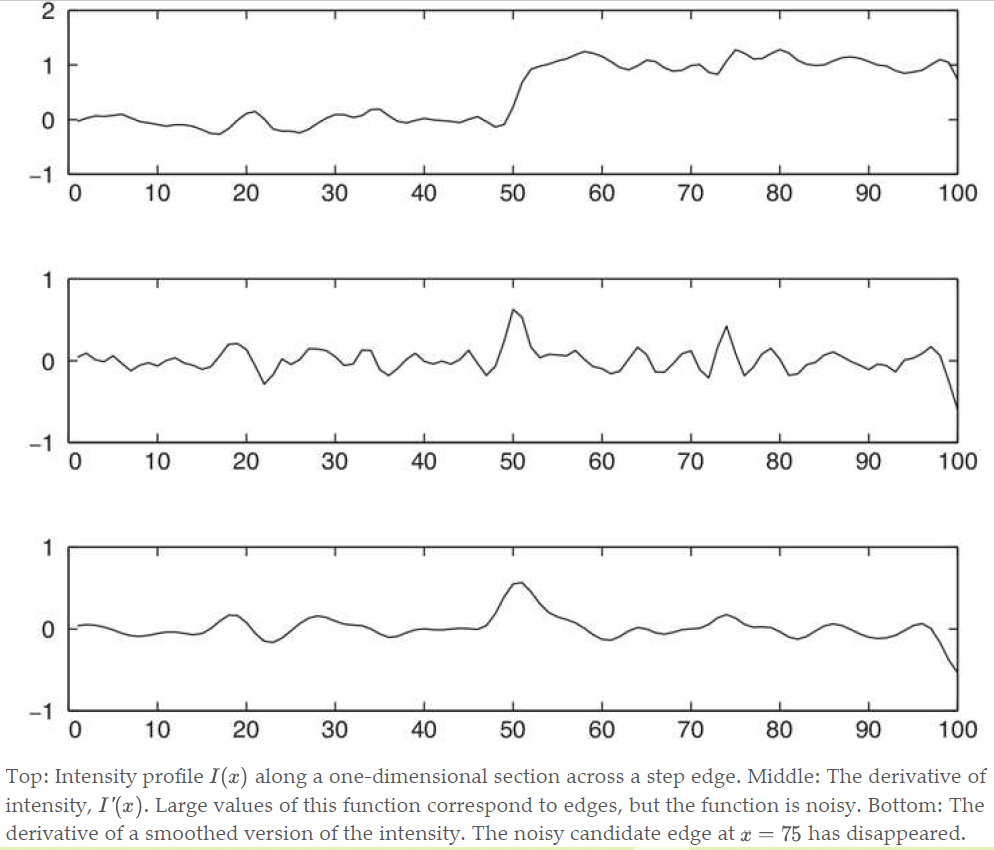 2
1
0
−1
0 10 20 30 40 50 60 70 80 90 100
1
0
−1
0 10 20 30 40 50 60 70 80 90 100
1
0
−1
0 10 20 30 40 50 60 70 80 90 100
Top: Intensity profile I(x) along a one-dimensional section across a step edge. Middle: The derivative of
intensity, I′(x). Large values of this function correspond to edges, but the function is noisy. Bottom: The
derivative of a smoothed version of the intensity. The noisy candidate edge at x = 75 has disappeared.